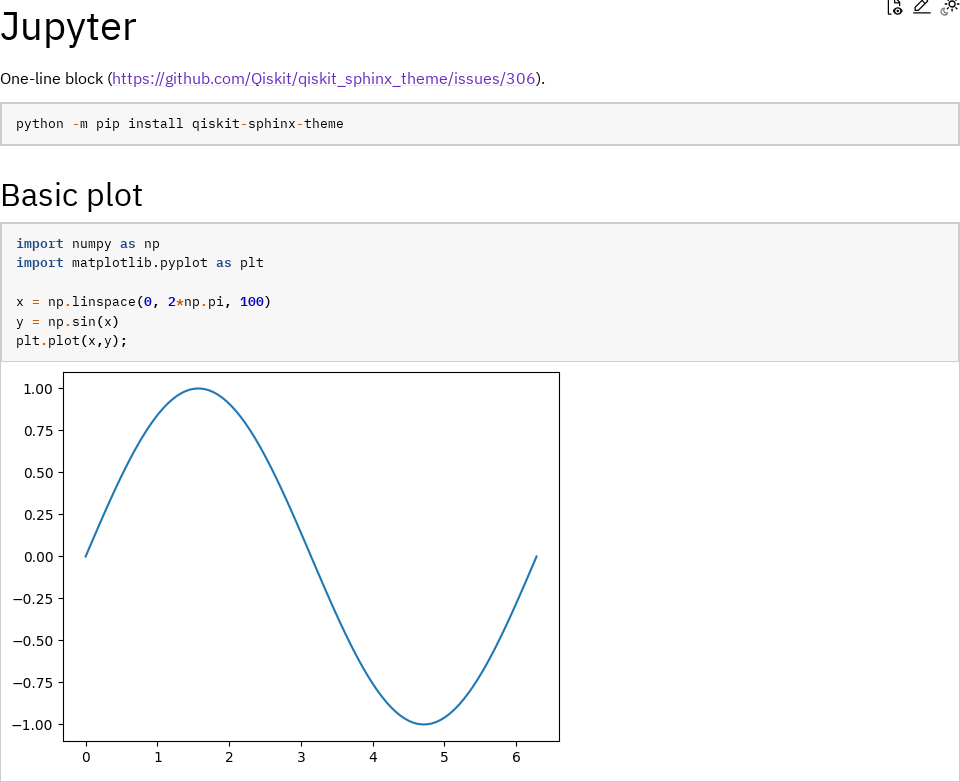 Jupyter
One-line block (https://github.com/Qiskit/qiskit_sphinx_theme/issues/306).
python -m pip install qiskit-sphinx-theme
Basic plot
import numpy as np
import matplotlib.pyplot as plt
x = np.linspace(0, 2*np.pi, 100)
y = np.sin(x)
plt.plot(x,y);
1.00
0.75
0.50
0.25
0.00
−0.25
−0.50
−0.75
−1.00
0 1 2 3 4 5 6